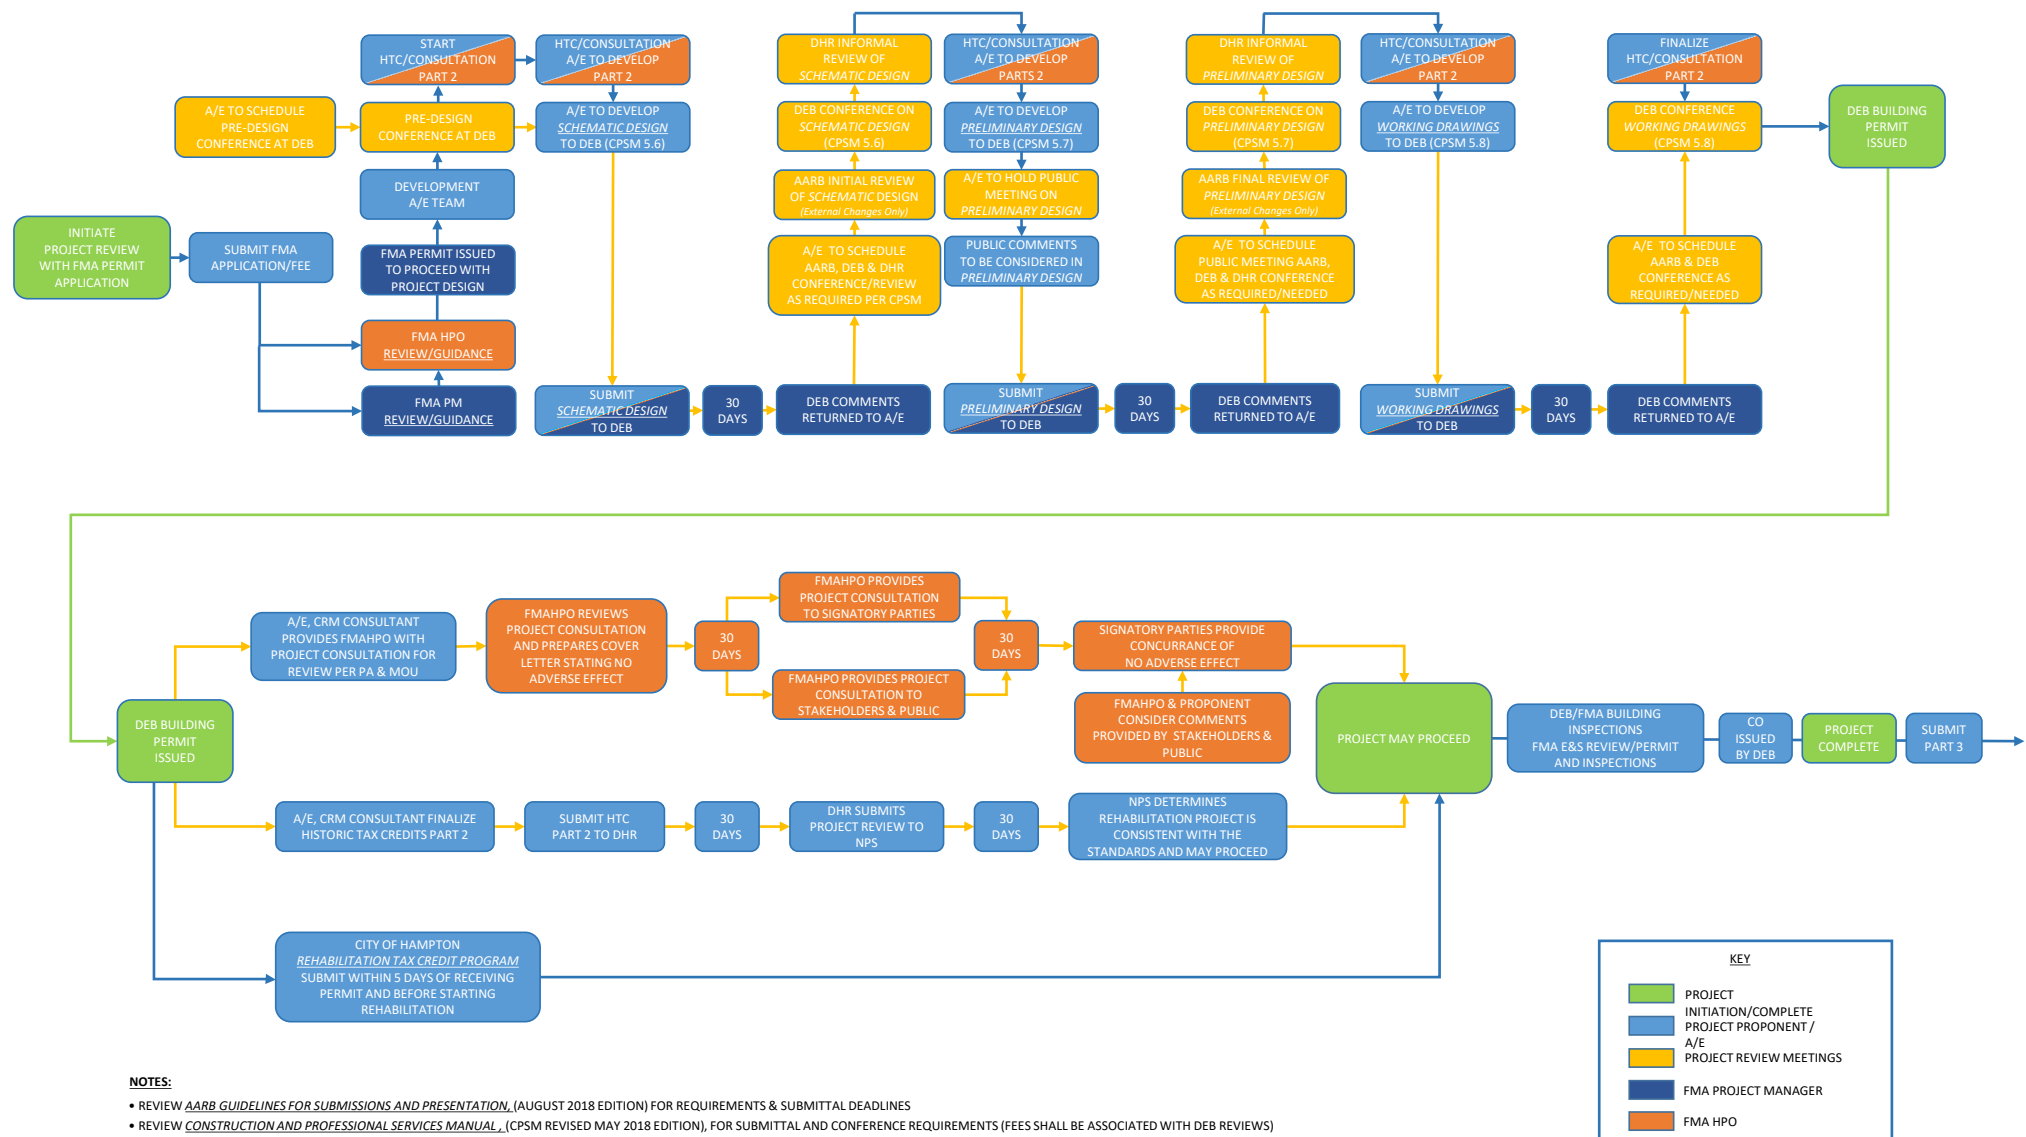 INITIATE
PROJECT REVIEW
WITH FMA PERMIT
APPLICATION
SUBMIT FMA
APPLICATION/FEE
A/E TO SCHEDULE
PRE-DESIGN
CONFERENCE AT DEB
START
HTC/CONSULTATION
PART 2
PRE-DESIGN
CONFERENCE AT DEB
DEVELOPMENT
A/E TEAM
FMA PERMIT ISSUED
TO PROCEED WITH
PROJECT DESIGN
FMA HPO
REVIEW/GUIDANCE
FMA PM
REVIEW/GUIDANCE
HTC/CONSULTATION
A/E TO DEVELOP
PART 2
A/E TO DEVELOP
SCHEMATIC DESIGN
TO DEB (CPSM 5.6)
SUBMIT
SCHEMATIC DESIGN
TO DEB
30
DAYS
DEB COMMENTS
RETURNED TO A/E
DHR INFORMAL
REVIEW OF
SCHEMATIC DESIGN
DEB CONFERENCE ON
SCHEMATIC DESIGN
(CPSM 5.6)
AARB INITIAL REVIEW
OF SCHEMATIC DESIGN
(External Changes Only)
A/E TO SCHEDULE
AARB, DEB & DHR
CONFERENCE/REVIEW
AS REQUIRED PER CPSM
HTC/CONSULTATION
A/E TO DEVELOP
PARTS 2
A/E TO DEVELOP
PRELIMINARY DESIGN
TO DEB (CPSM 5.7)
A/E TO HOLD PUBLIC
MEETING ON
PRELIMINARY DESIGN
PUBLIC COMMENTS
TO BE CONSIDERED IN
PRELIMINARY DESIGN
SUBMIT
PRELIMINARY DESIGN
TO DEB
30
DAYS
DEB COMMENTS
RETURNED TO A/E
DHR INFORMAL
REVIEW OF
PRELIMINARY DESIGN
DEB CONFERENCE ON
PRELIMINARY DESIGN
(CPSM 5.7)
AARB FINAL REVIEW OF
PRELIMINARY DESIGN
(External Changes Only)
A/E TO SCHEDULE
PUBLIC MEETING AARB,
DEB & DHR CONFERENCE
AS REQUIRED/NEEDED
HTC/CONSULTATION
A/E TO DEVELOP
PART 2
A/E TO DEVELOP
WORKING DRAWINGS
TO DEB (CPSM 5.8)
SUBMIT
WORKING DRAWINGS
TO DEB
30
DAYS
DEB COMMENTS
RETURNED TO A/E
FINALIZE
HTC/CONSULTATION
PART 2
DEB CONFERENCE
WORKING DRAWINGS
(CPSM 5.8)
A/E TO SCHEDULE
AARB & DEB
CONFERENCE AS
REQUIRED/NEEDED
DEB BUILDING
PERMIT
ISSUED
DEB BUILDING
PERMIT
ISSUED
A/E, CRM CONSULTANT
PROVIDES FMAHPO WITH
PROJECT CONSULTATION FOR
REVIEW PER PA & MOU
FMAHPO REVIEWS
PROJECT CONSULTATION
AND PREPARES COVER
LETTER STATING NO
ADVERSE EFFECT
30
DAYS
FMAHPO PROVIDES
PROJECT CONSULTATION
TO SIGNATORY PARTIES
FMAHPO PROVIDES PROJECT
CONSULTATION TO
STAKEHOLDERS & PUBLIC
30
DAYS
SIGNATORY PARTIES PROVIDE
CONCURRANCE OF
NO ADVERSE EFFECT
FMAHPO & PROPONENT
CONSIDER COMMENTS
PROVIDED BY STAKEHOLDERS &
PUBLIC
A/E, CRM CONSULTANT FINALIZE
HISTORIC TAX CREDITS PART 2
SUBMIT HTC
PART 2 TO DHR
30
DAYS
DHR SUBMITS
PROJECT REVIEW TO
NPS
30
DAYS
NPS DETERMINES
REHABILITATION PROJECT IS
CONSISTENT WITH THE
STANDARDS AND MAY PROCEED
CITY OF HAMPTON
REHABILITATION TAX CREDIT PROGRAM
SUBMIT WITHIN 5 DAYS OF RECEIVING
PERMIT AND BEFORE STARTING
REHABILITATION
PROJECT MAY PROCEED
DEB/FMA BUILDING
INSPECTIONS
FMA E&S REVIEW/PERMIT
AND INSPECTIONS
CO
ISSUED
BY DEB
PROJECT
COMPLETE
SUBMIT
PART 3
KEY
PROJECT
INITIATION/COMPLETE
PROJECT PROPONENT /
A/E
PROJECT REVIEW MEETINGS
FMA PROJECT MANAGER
FMA HPO
NOTES:
• REVIEW AARB GUIDELINES FOR SUBMISSIONS AND PRESENTATION, (AUGUST 2018 EDITION) FOR REQUIREMENTS & SUBMITTAL DEADLINES
• REVIEW CONSTRUCTION AND PROFESSIONAL SERVICES MANUAL , (CPSM REVISED MAY 2018 EDITION), FOR SUBMITTAL AND CONFERENCE REQUIREMENTS (FEES SHALL BE ASSOCIATED WITH DEB REVIEWS)